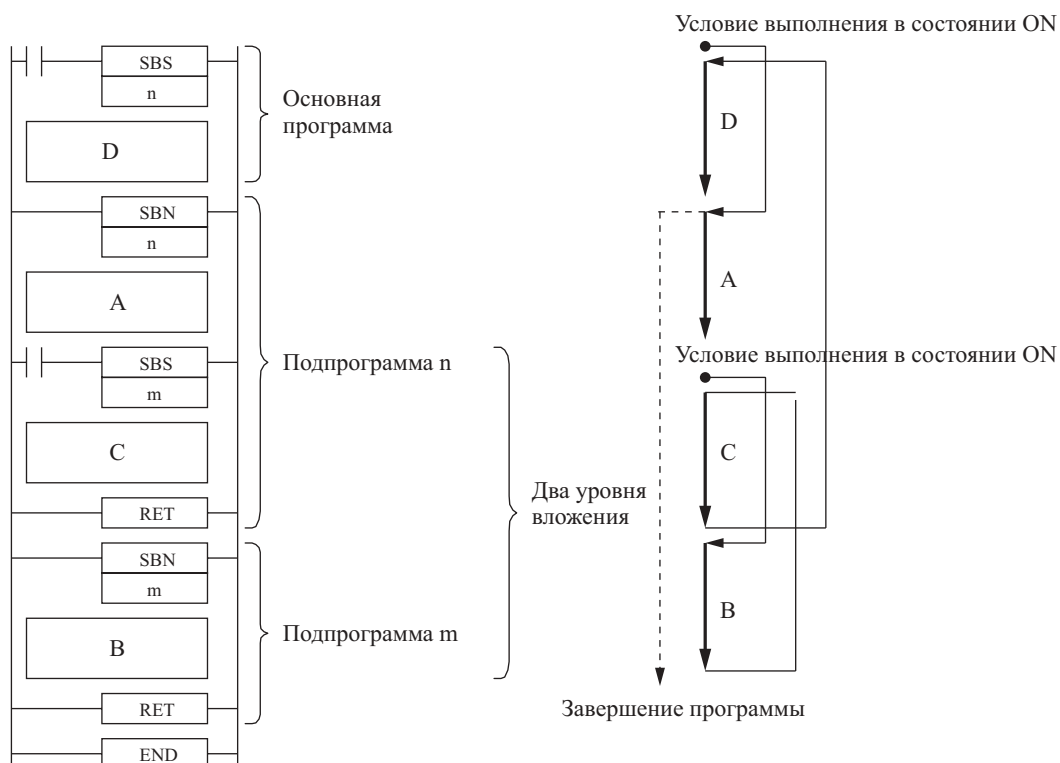 SBS
n
Основная
программа
D
SBN
n
A
SBS
m
Подпрограмма n
C
RET
SBN
m
B
Подпрограмма m
RET
END
Два уровня
вложения
Условие выполнения в состоянии ON
D
A
Условие выполнения в состоянии ON
C
B
Завершение программы